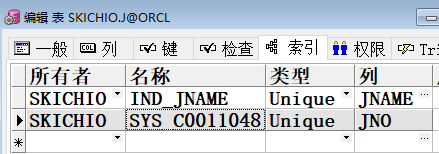 编辑 表 SKICHIO.J@ORCL
一般 列 键 检查 索引 权限
所有者 名称 类型 列
SKICHIO IND_JNAME Unique JNAME ...
SKICHIO SYS_C0011048 Unique JNO ...